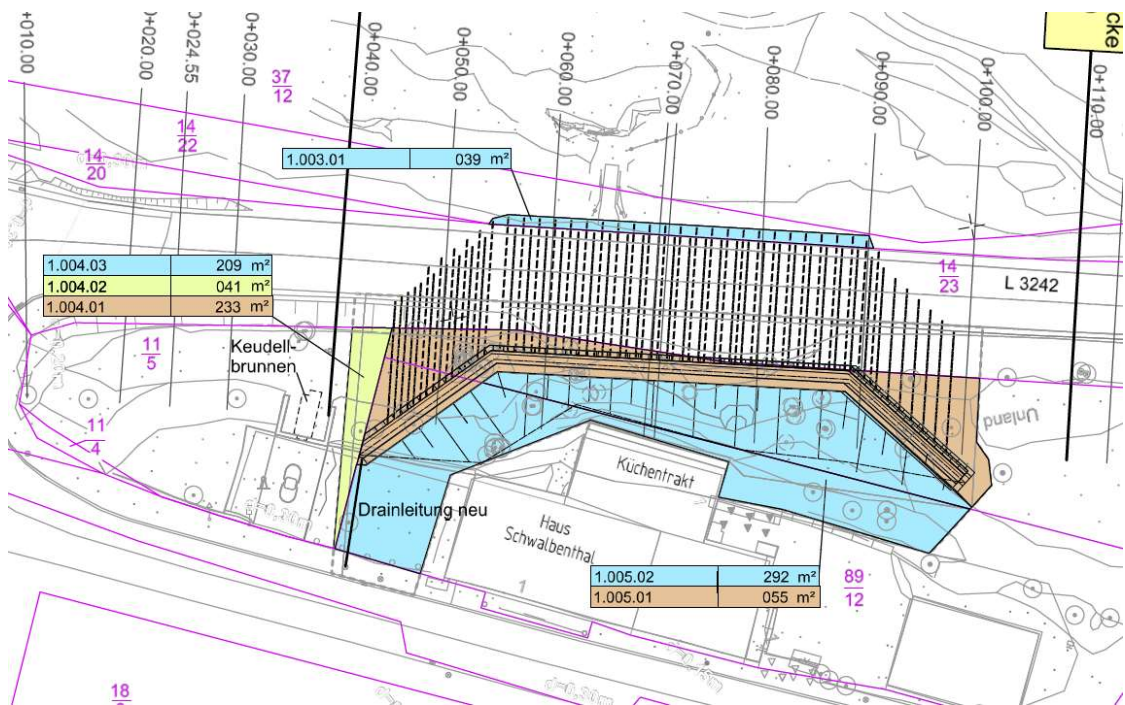 0+010.00
0+020.00
0+024.55
0+030.00
0+040.00
0+050.00
0+060.00
0+070.00
0+080.00
0+090.00
0+100.00
0+110.00
cke
37
12
14
22
14
20
1.003.01 039 m²
1.004.03 209 m²
1.004.02 041 m²
1.004.01 233 m²
14
23
L 3242
11
5
Keudell-
brunnen
11
4
Unland
Küchentrakt
Drainleitung neu
Haus
Schwalbenthal
1
1.005.02 292 m²
1.005.01 055 m²
89
12
d=0,30m
18